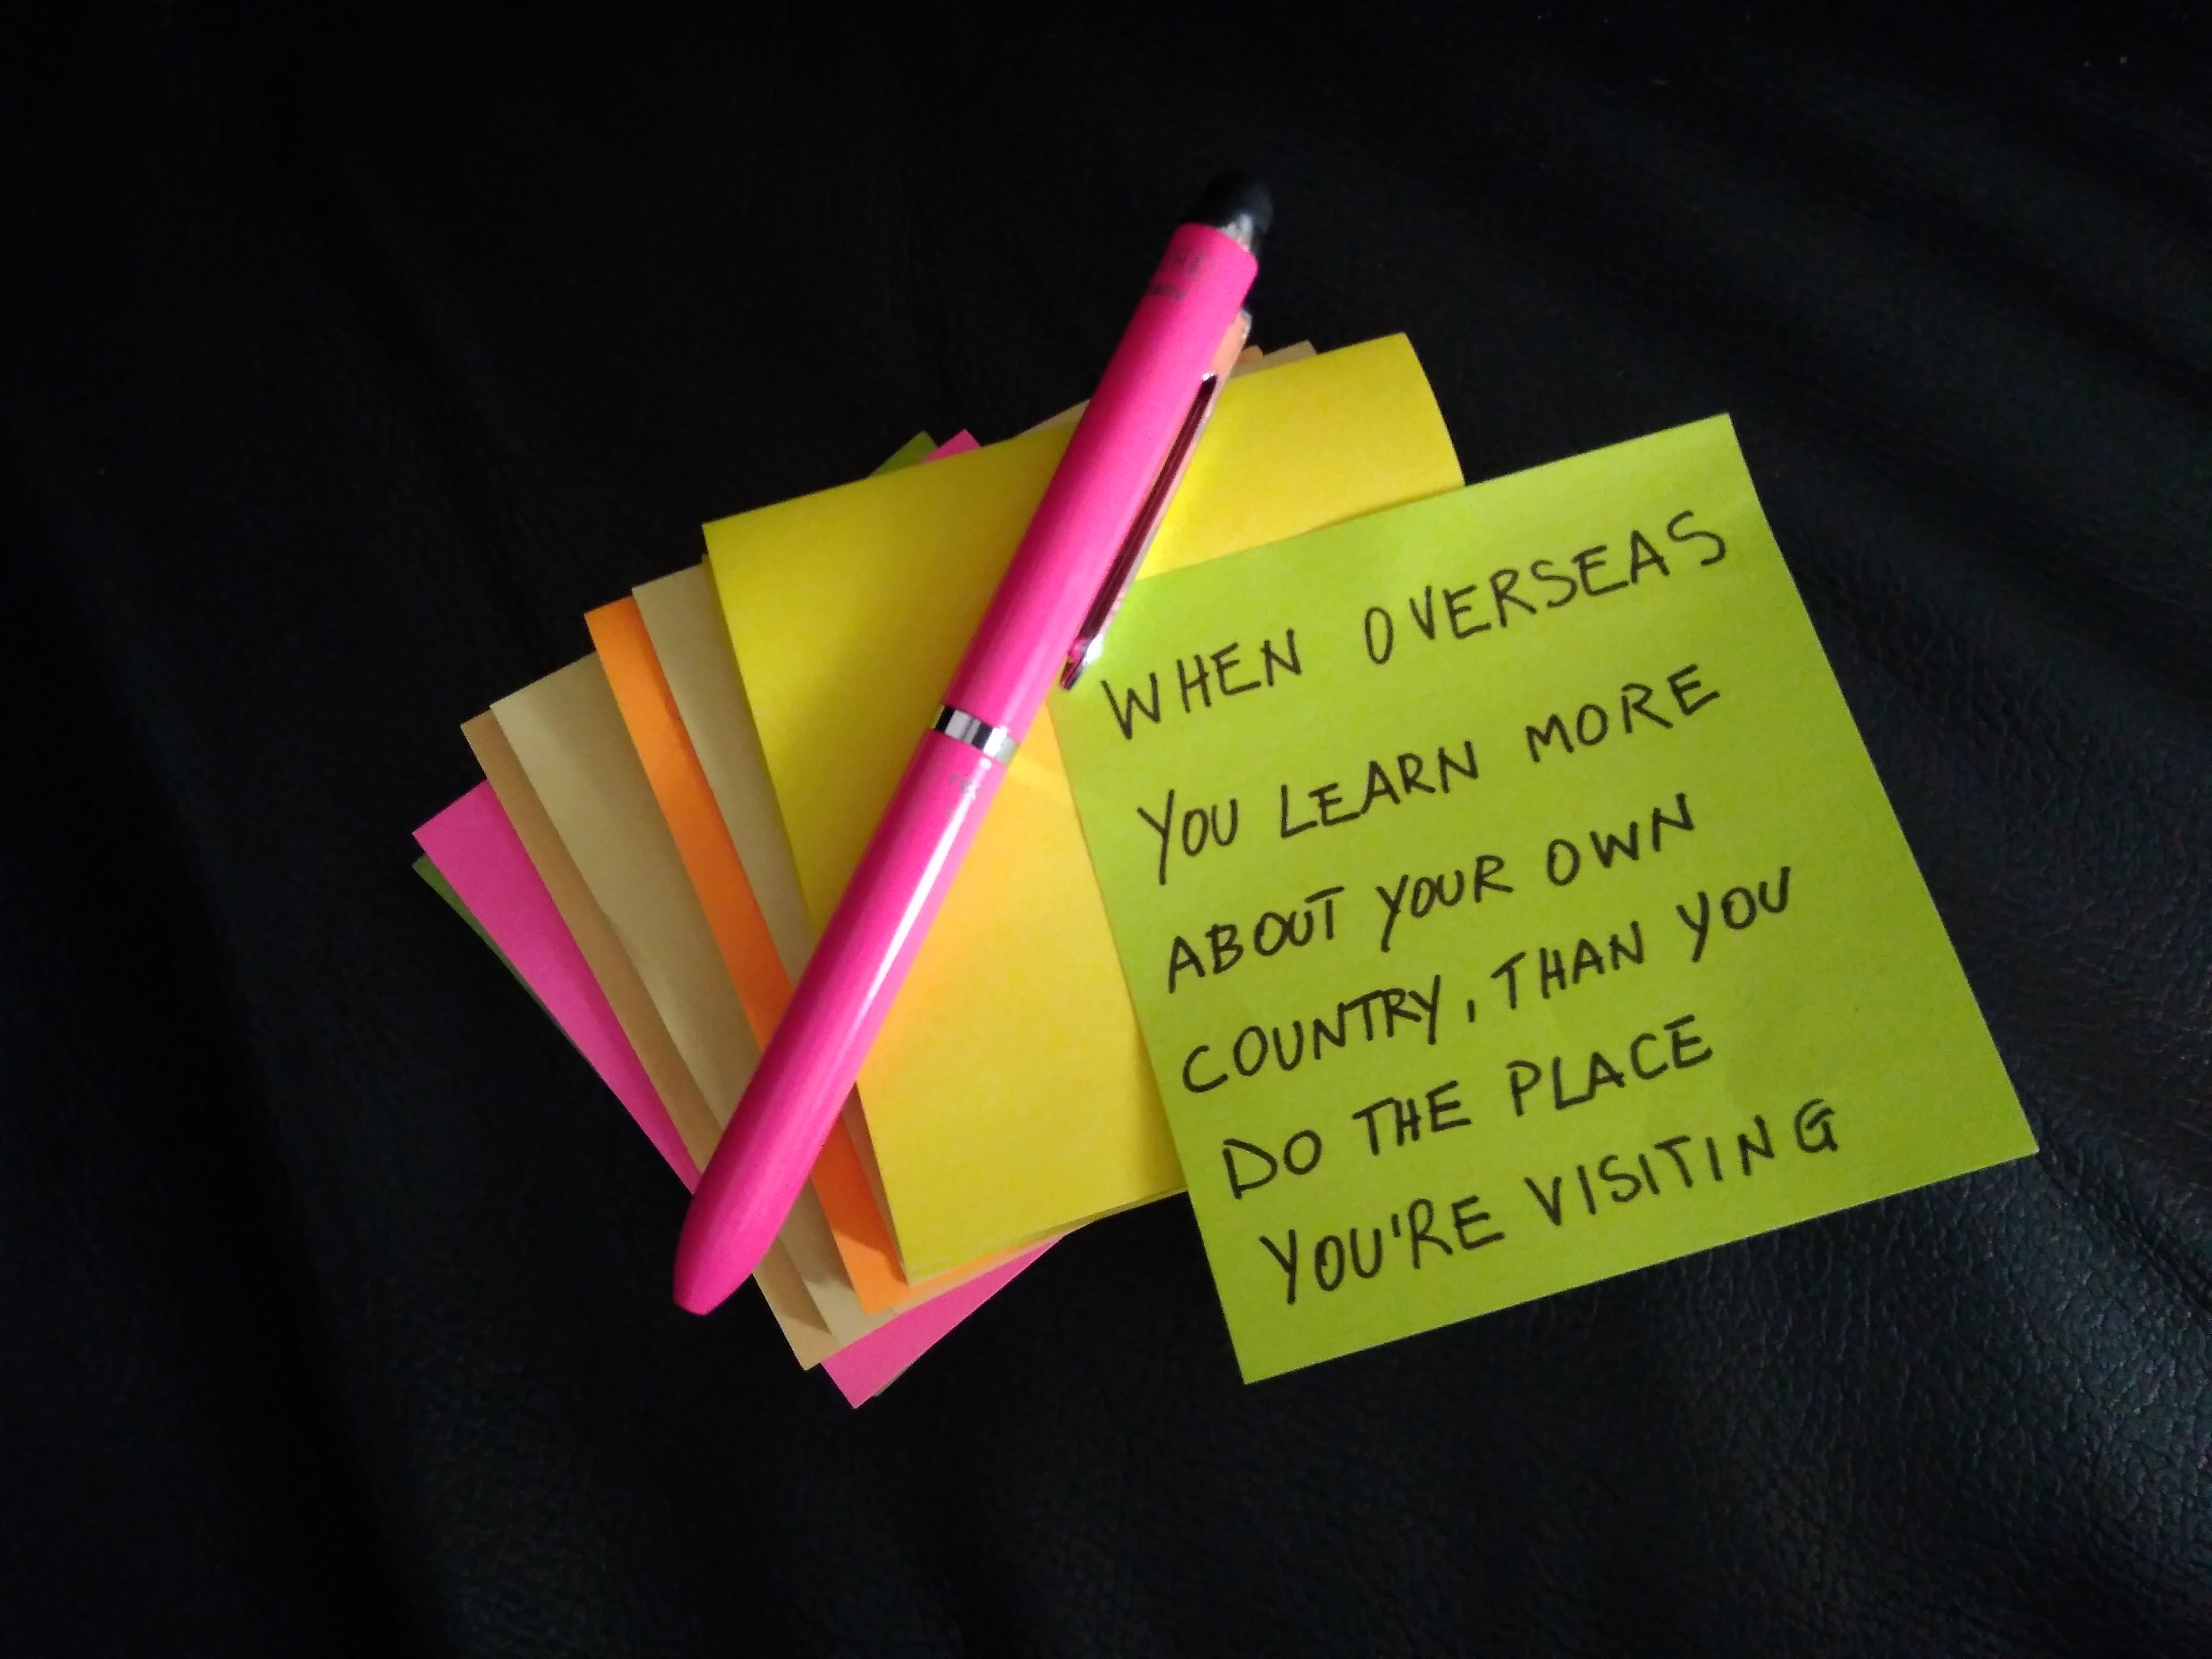 WHEN OVERSEAS
YOU LEARN MORE
ABOUT YOUR OWN
COUNTRY, THAN YOU
DO THE PLACE
YOU'RE VISITING